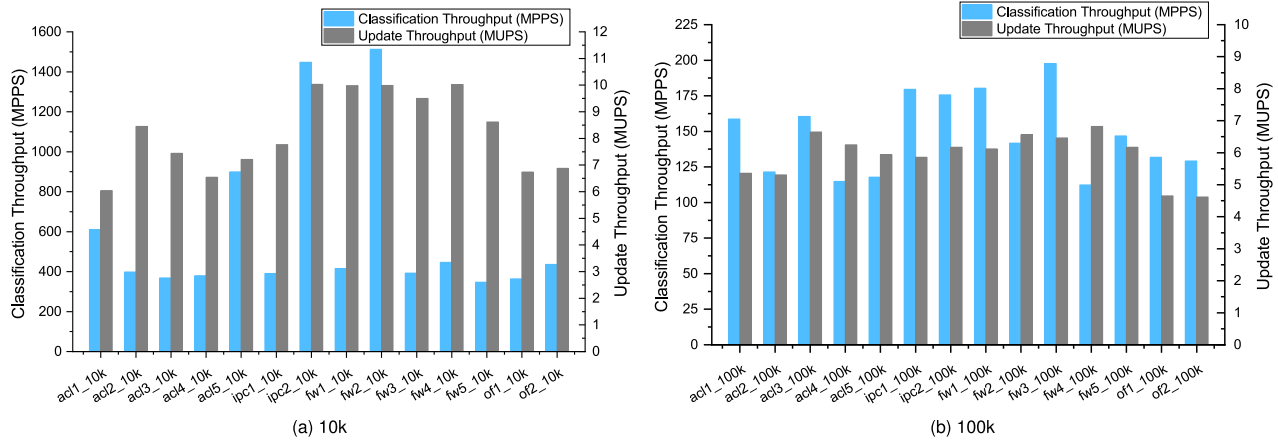 Classification Throughput (MPPS)
Update Throughput (MUPS)
1600
1400
1200
1000
800
600
400
200
0
Classification Throughput (MPPS)
12
11
10
9
8
7
6
5
4
3
2
1
0
Update Throughput (MUPS)
acl1_10k
acl2_10k
acl3_10k
acl4_10k
acl5_10k
ipc1_10k
ipc2_10k
fw1_10k
fw2_10k
fw3_10k
fw4_10k
fw5_10k
of1_10k
of2_10k
(a) 10k
Classification Throughput (MPPS)
Update Throughput (MUPS)
225
200
175
150
125
100
75
50
25
0
Classification Throughput (MPPS)
10
9
8
7
6
5
4
3
2
1
0
Update Throughput (MUPS)
acl1_100k
acl2_100k
acl3_100k
acl4_100k
acl5_100k
ipc1_100k
ipc2_100k
fw1_100k
fw2_100k
fw3_100k
fw4_100k
fw5_100k
of1_100k
of2_100k
(b) 100k